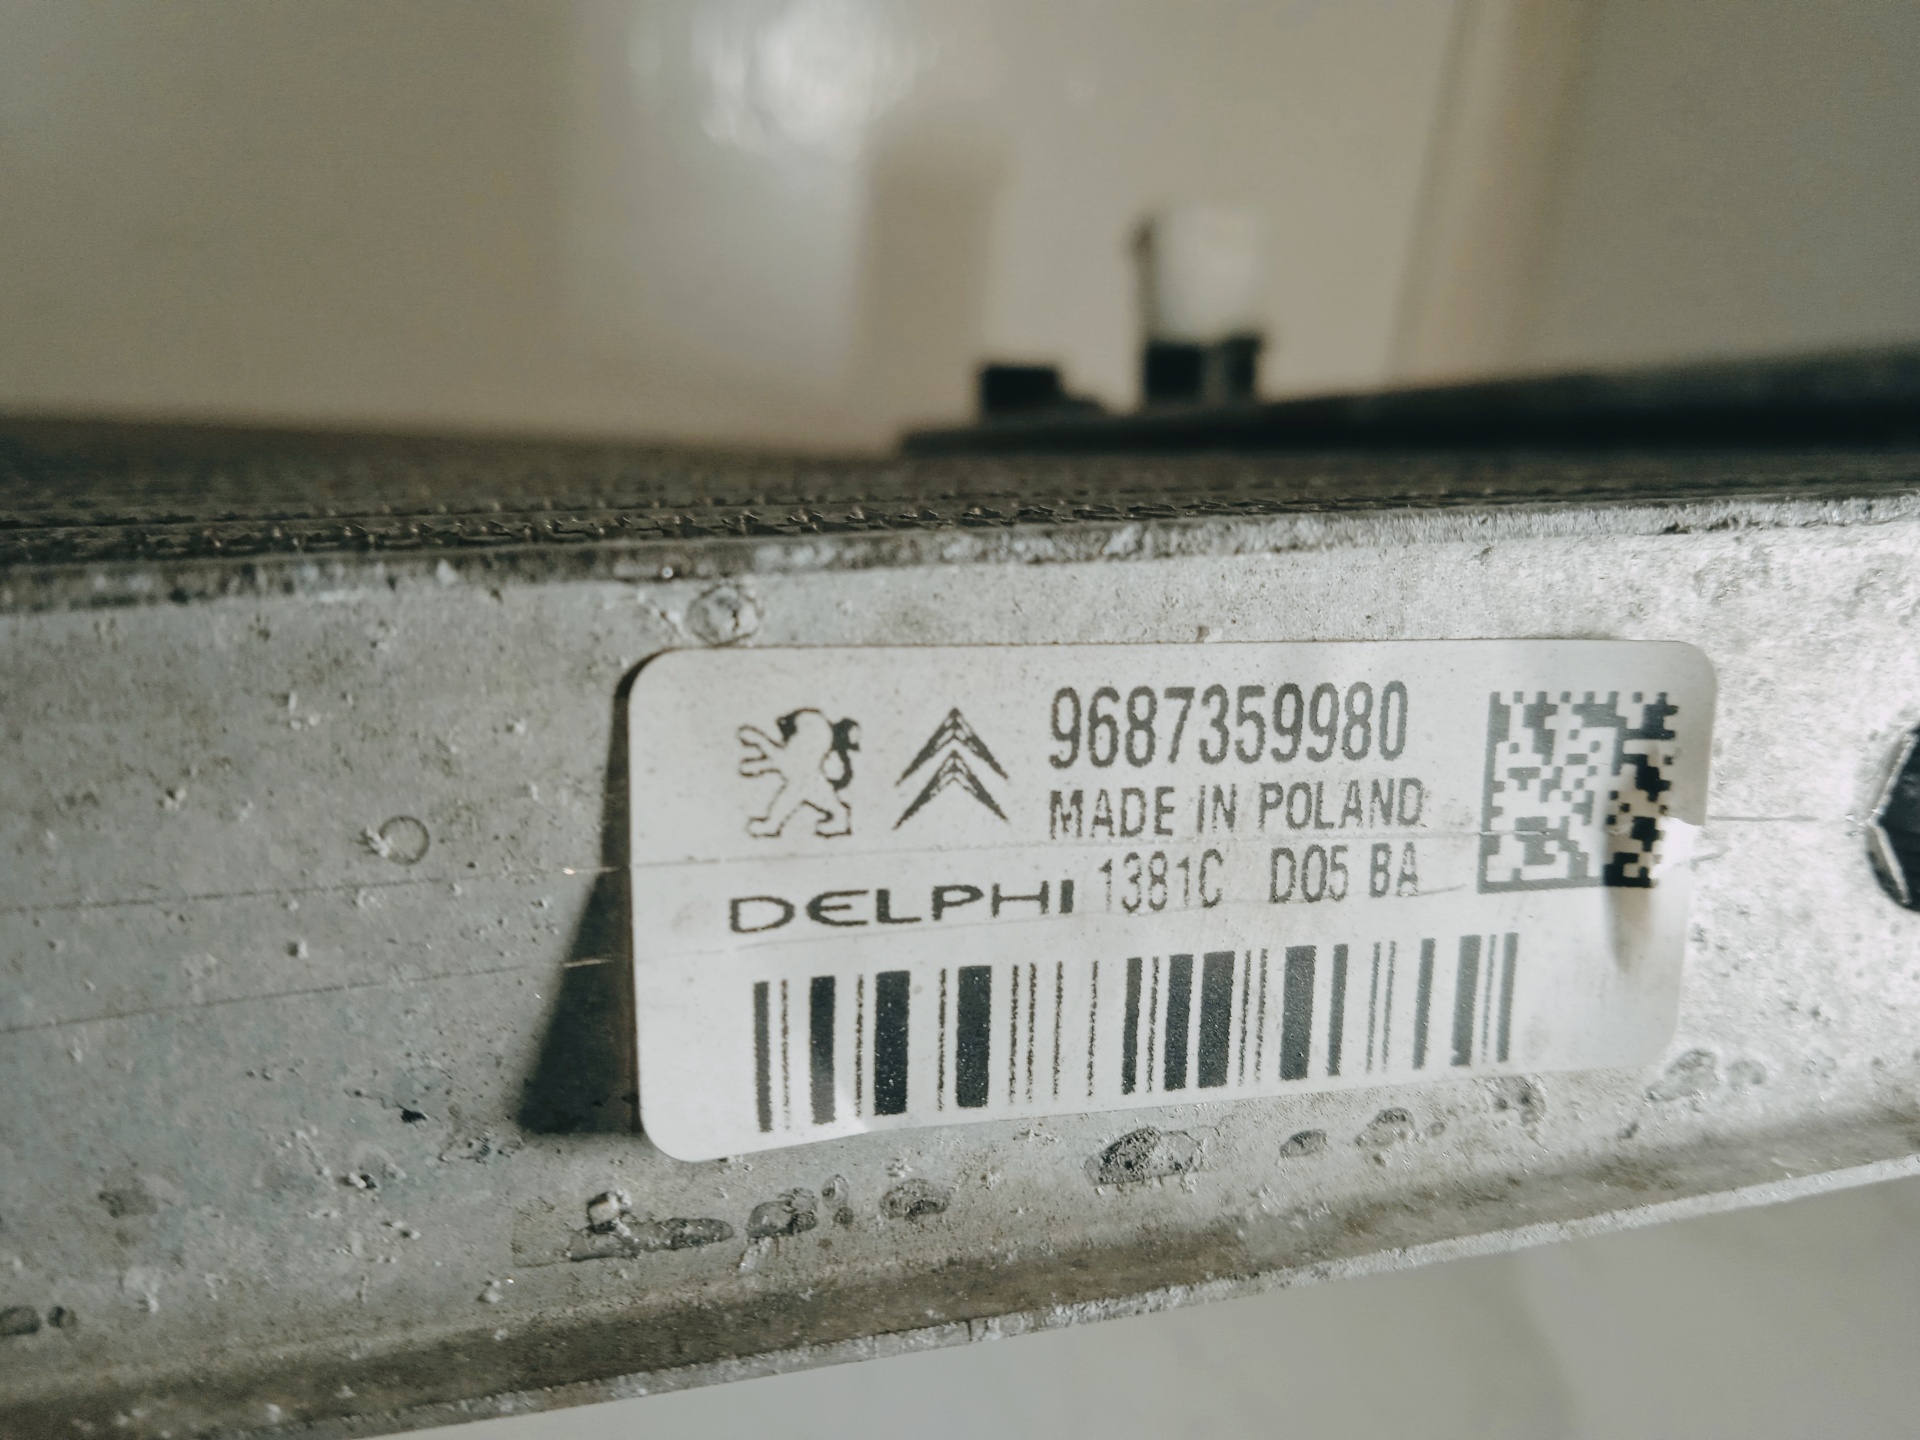 9687359980
MADE IN POLAND
DELPHI 1381C D05 BA